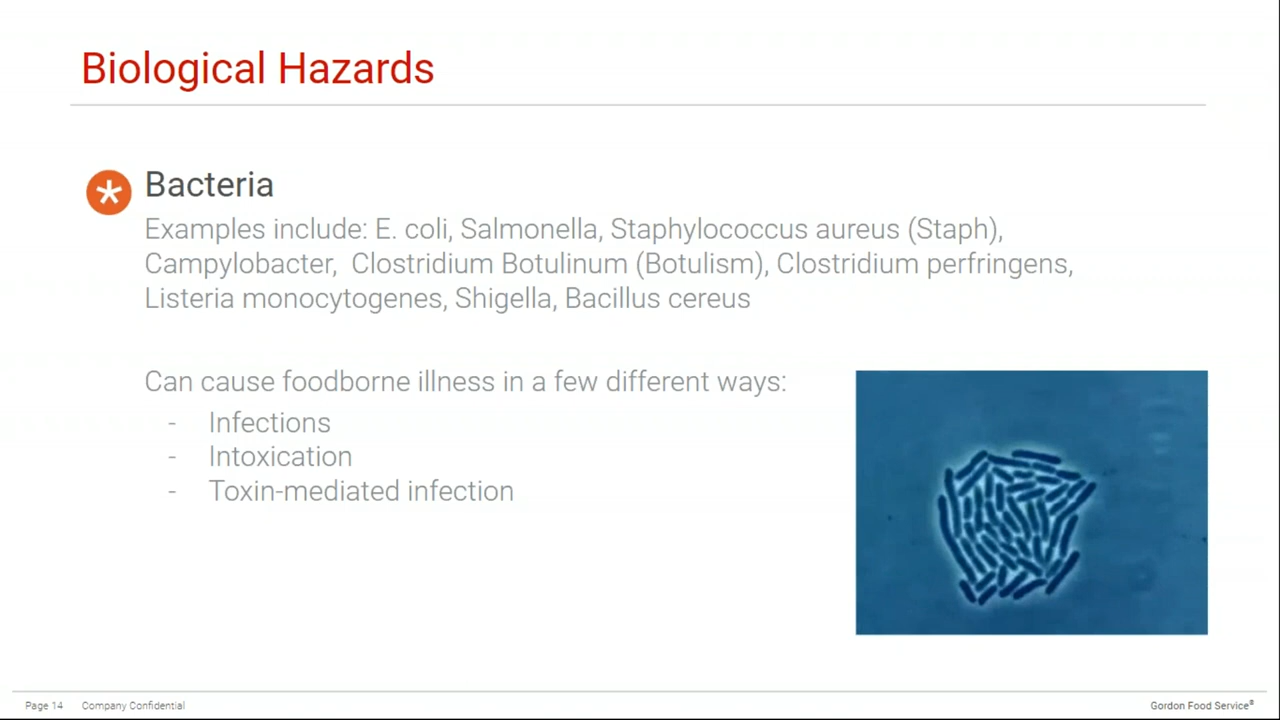 Biological Hazards
Bacteria
Examples include: E. coli, Salmonella, Staphylococcus aureus (Staph),
Campylobacter,  Clostridium Botulinum (Botulism), Clostridium perfringens,
Listeria monocytogenes, Shigella, Bacillus cereus
Can cause foodborne illness in a few different ways:
- Infections
- Intoxication
- Toxin-mediated infection
Page 14 Company Confidential Gordon Food Service®